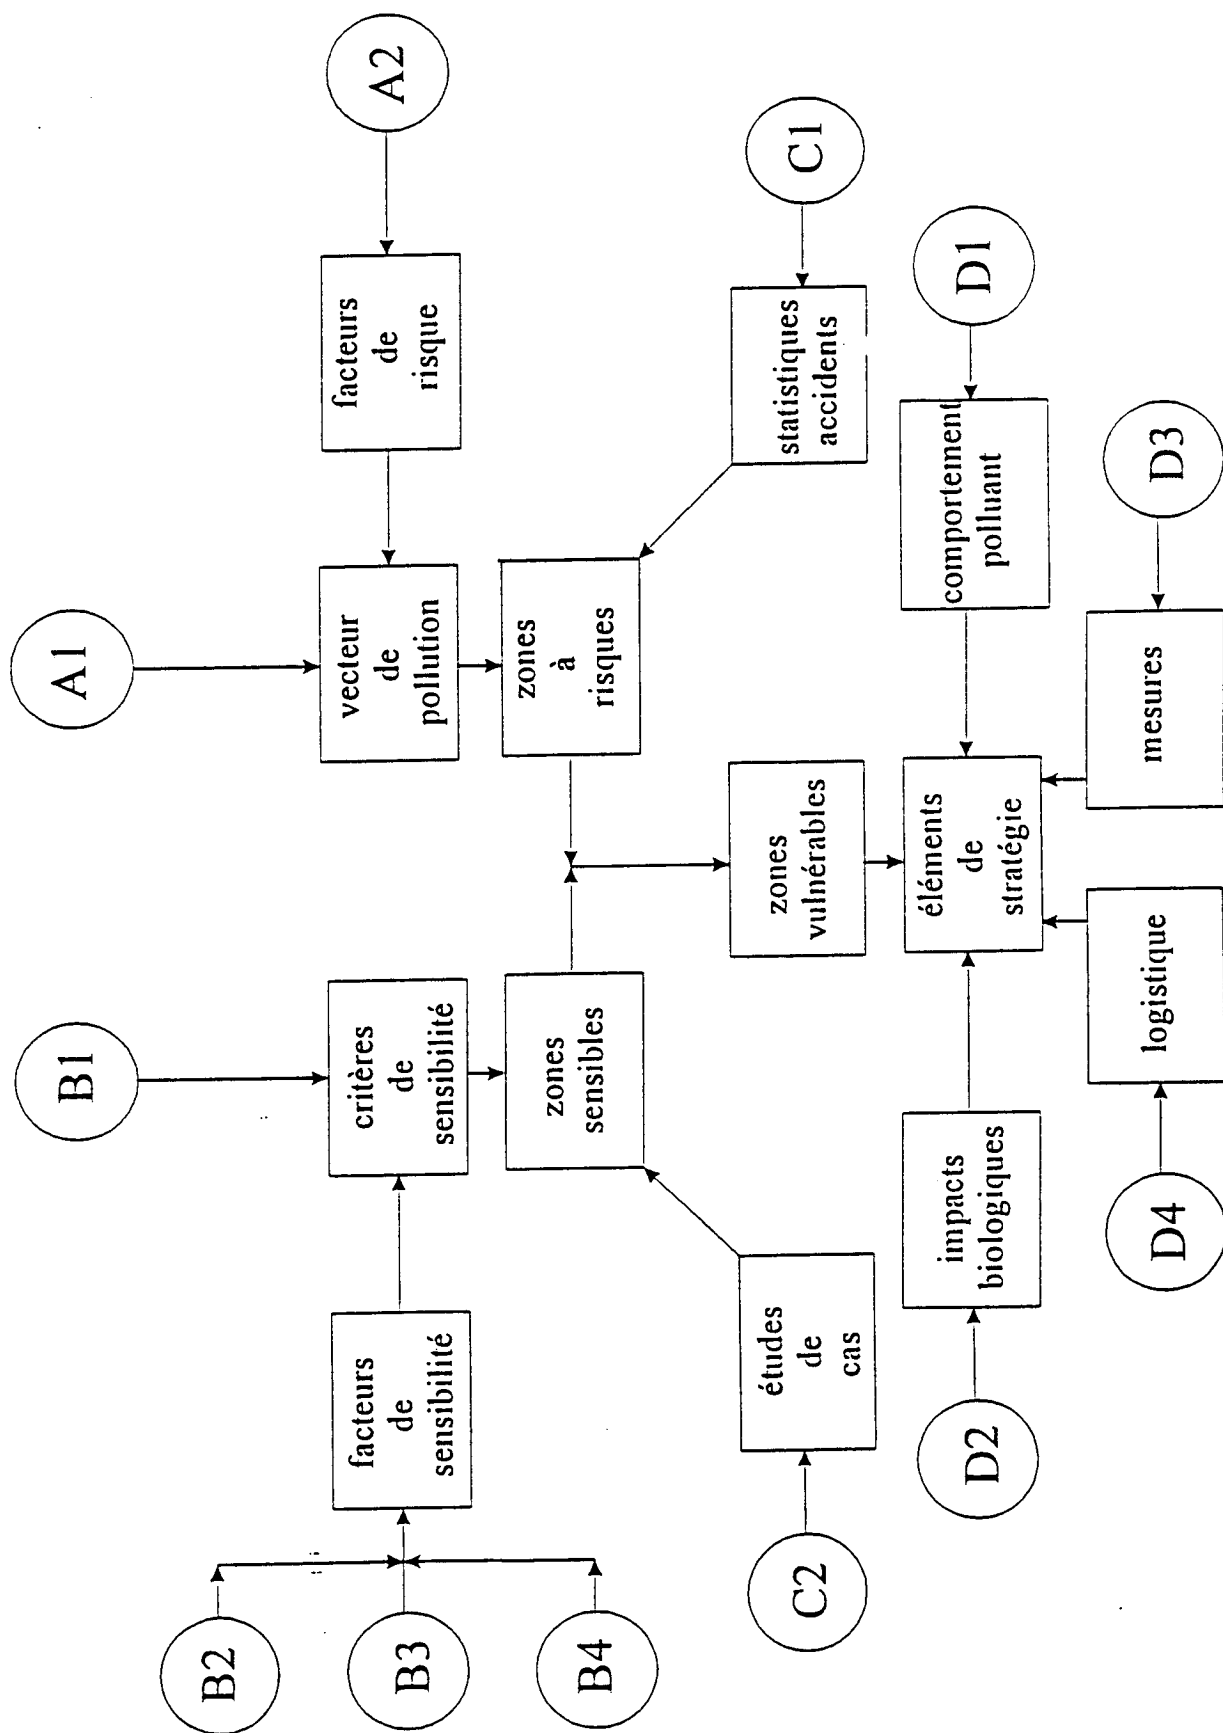 B1
A1
B2
B3
B4
facteurs
de
sensibilité
critères
de
sensibilité
vecteur
de
pollution
facteurs
de
risque
A2
zones
sensibles
zones
à
risques
C2
études
de
cas
zones
vulnérables
statistiques
accidents
C1
D2
impacts
biologiques
éléments
de
stratégie
comportement
polluant
D1
D4
logistique
mesures
D3